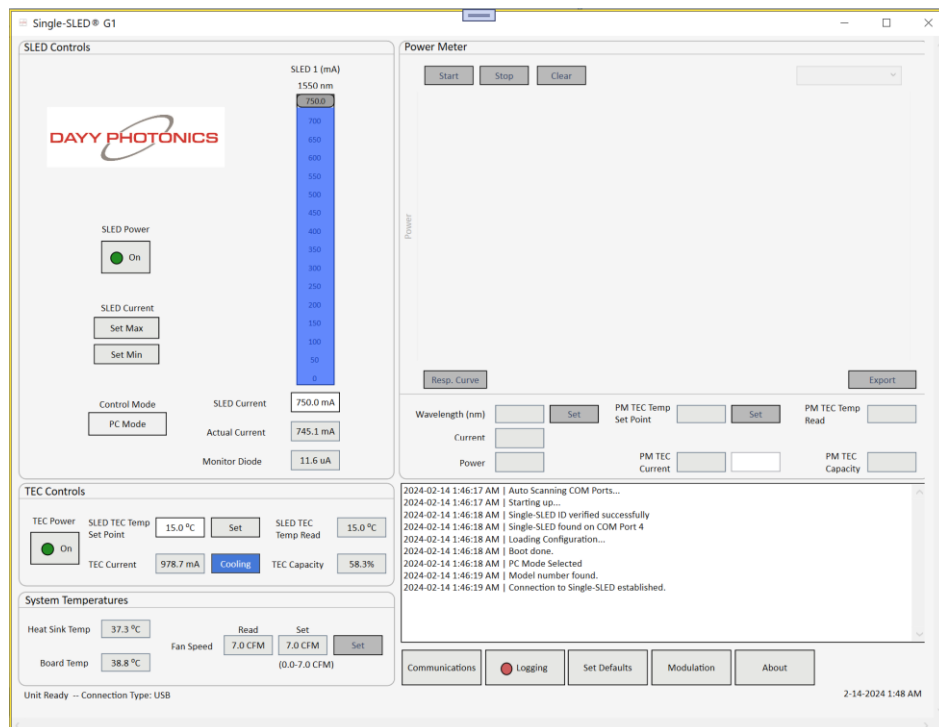 Single-SLED® G1
SLED Controls
SLED 1 (mA)
1550 nm
750.0
700
650
600
550
500
450
400
350
300
250
200
150
100
50
0
DAYY PHOTONICS
SLED Power
On
SLED Current
Set Max
Set Min
Control Mode
PC Mode
SLED Current 750.0 mA
Actual Current 745.1 mA
Monitor Diode 11.6 uA
Power Meter
Start Stop Clear
Power
Resp. Curve Export
Wavelength (nm) Set
PM TEC Temp
Set Point
Set
PM TEC Temp
Read
Current
Power
PM TEC
Current
PM TEC
Capacity
TEC Controls
TEC Power
On
SLED TEC Temp
Set Point
15.0 ºC Set
SLED TEC
Temp Read
15.0 ºC
TEC Current 978.7 mA Cooling TEC Capacity 58.3%
System Temperatures
Heat Sink Temp 37.3 ºC
Board Temp 38.8 ºC
Read Set
Fan Speed 7.0 CFM 7.0 CFM Set
(0.0-7.0 CFM)
2024-02-14 1:46:17 AM | Auto Scanning COM Ports...
2024-02-14 1:46:17 AM | Starting up...
2024-02-14 1:46:18 AM | Single-SLED ID verified successfully
2024-02-14 1:46:18 AM | Single-SLED found on COM Port 4
2024-02-14 1:46:18 AM | Loading Configuration...
2024-02-14 1:46:18 AM | Boot done.
2024-02-14 1:46:18 AM | PC Mode Selected
2024-02-14 1:46:19 AM | Model number found.
2024-02-14 1:46:19 AM | Connection to Single-SLED established.
Communications Logging Set Defaults Modulation About
Unit Ready -- Connection Type: USB
2-14-2024 1:48 AM